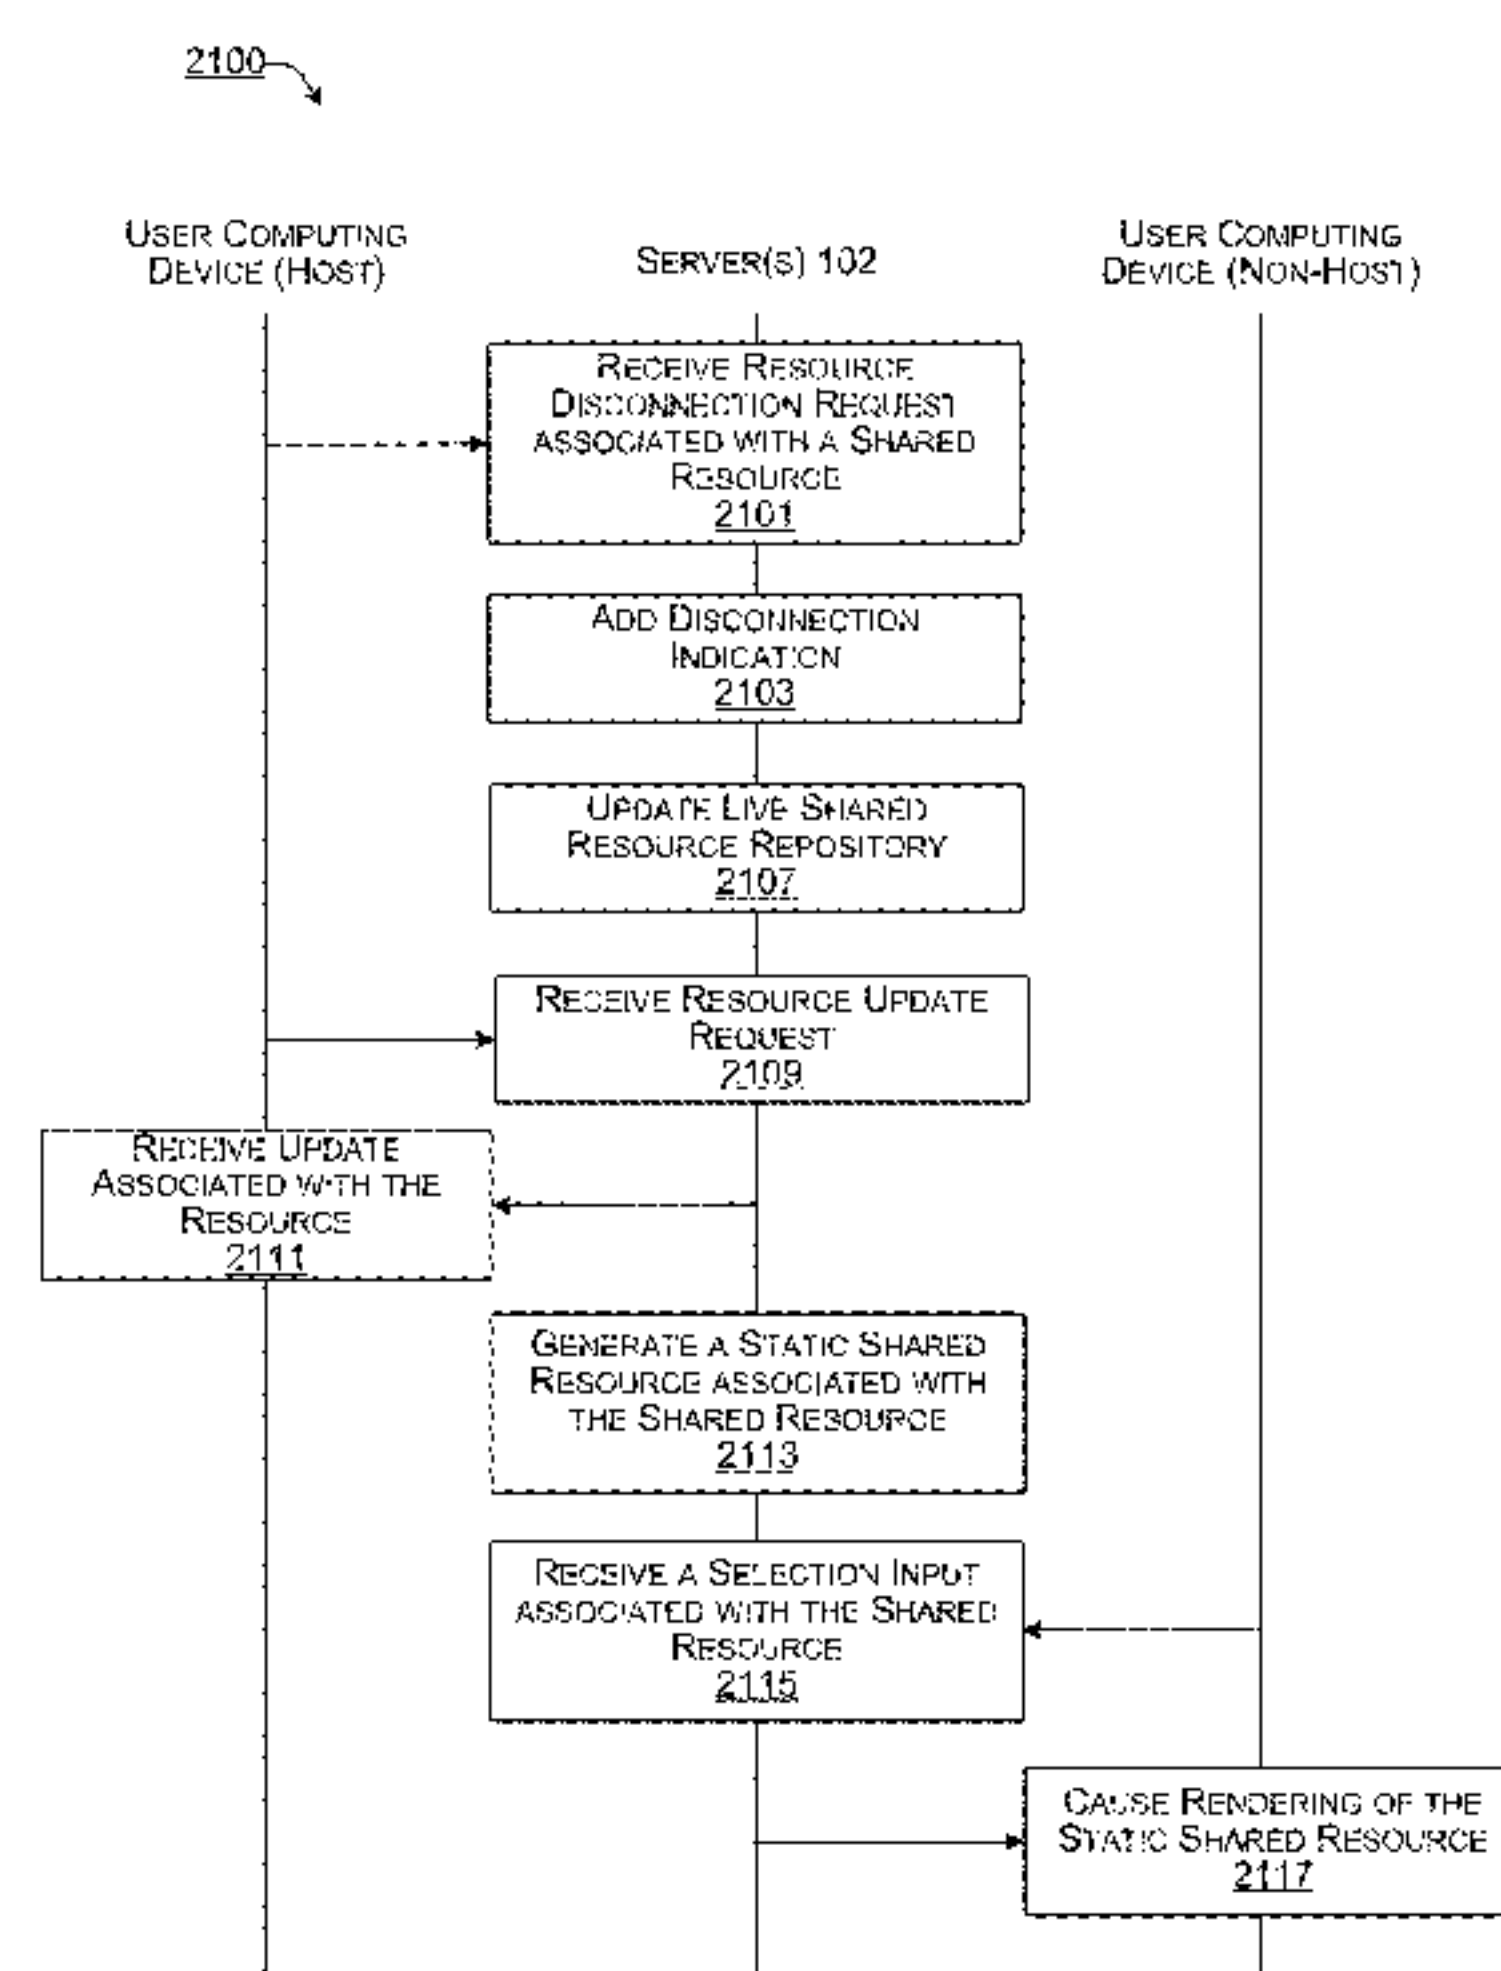 2100
USER COMPUTING
DEVICE (HOST)
SERVER(S) 102
USER COMPUTING
DEVICE (NON-HOST)
RECEIVE RESOURCE
DISCONNECTION REQUEST
ASSOCIATED WITH A SHARED
RESOURCE
2101
ADD DISCONNECTION
INDICATION
2103
UPDATE LIVE SHARED
RESOURCE REPOSITORY
2107
RECEIVE RESOURCE UPDATE
REQUEST
2109
RECEIVE UPDATE
ASSOCIATED WITH THE
RESOURCE
2111
GENERATE A STATIC SHARED
RESOURCE ASSOCIATED WITH
THE SHARED RESOURCE
2113
RECEIVE A SELECTION INPUT
ASSOCIATED WITH THE SHARED
RESOURCE
2115
CAUSE RENDERING OF THE
STATIC SHARED RESOURCE
2117